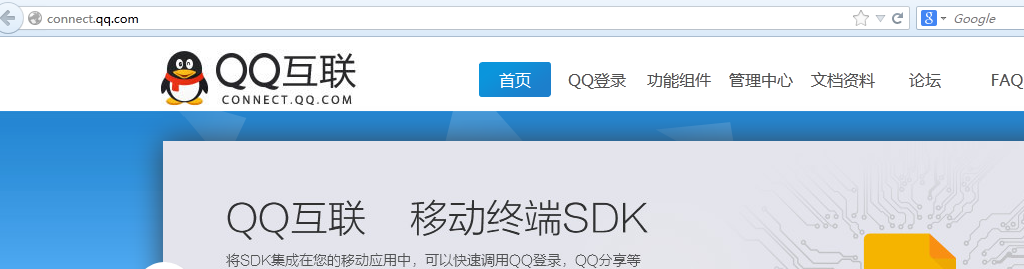 connect.qq.com
Google
QQ互联
CONNECT.QQ.COM
首页 QQ登录 功能组件 管理中心 文档资料 论坛 FAQ
QQ互联 移动终端SDK
将SDK集成在您的移动应用中，可以快速调用QQ登录，QQ分享等